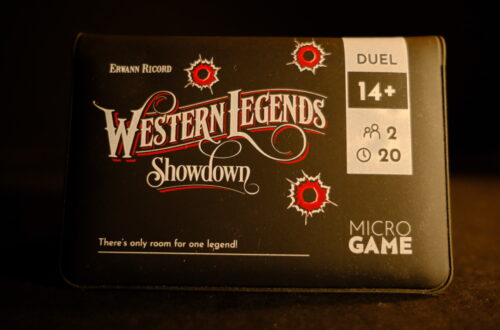 Erwann Ricord
Western Legends
Showdown
There's only room for one legend!
DUEL
14+
2
20
MICRO
GAME